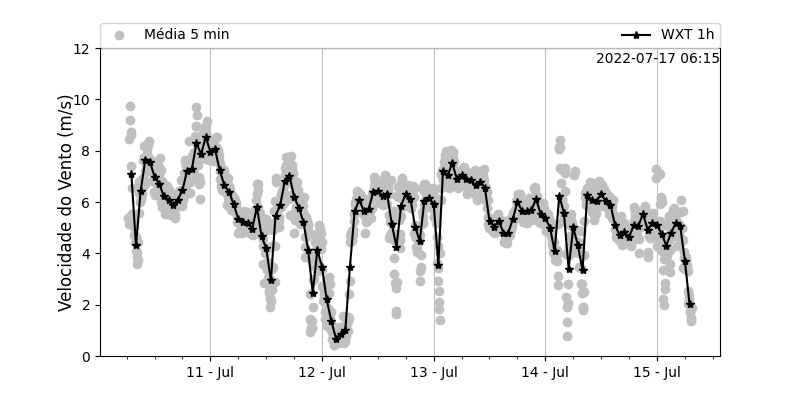 Média 5 min
WXT 1h
2022-07-17 06:15
Velocidade do Vento (m/s)
12
10
8
6
4
2
0
11 - Jul
12 - Jul
13 - Jul
14 - Jul
15 - Jul